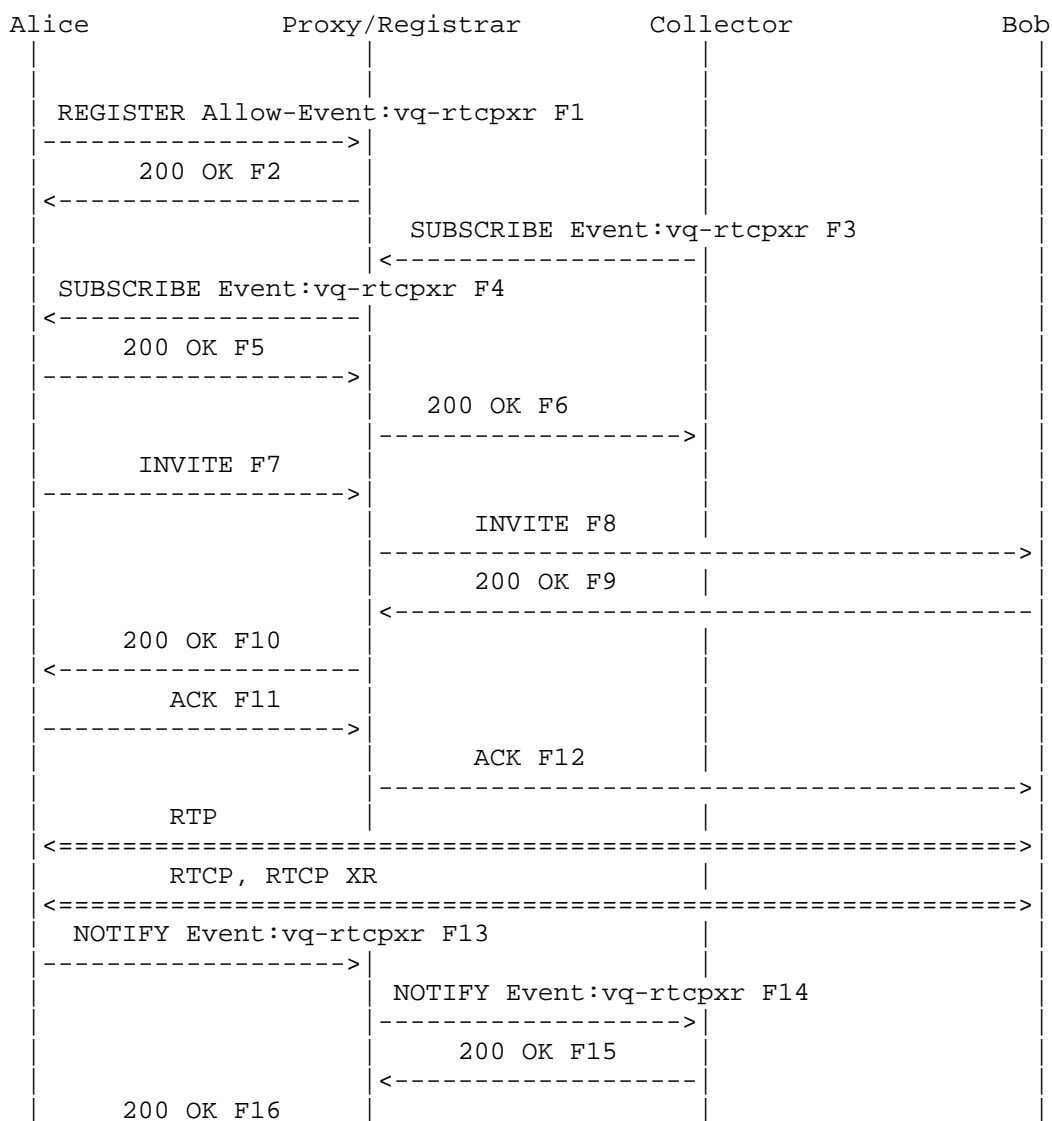 Alice Proxy/Registrar Collector Bob
REGISTER Allow-Event:vq-rtcpxr F1
200 OK F2
SUBSCRIBE Event:vq-rtcpxr F3
SUBSCRIBE Event:vq-rtcpxr F4
200 OK F5
200 OK F6
INVITE F7
INVITE F8
200 OK F9
200 OK F10
ACK F11
ACK F12
RTP
RTCP, RTCP XR
NOTIFY Event:vq-rtcpxr F13
NOTIFY Event:vq-rtcpxr F14
200 OK F15
200 OK F16